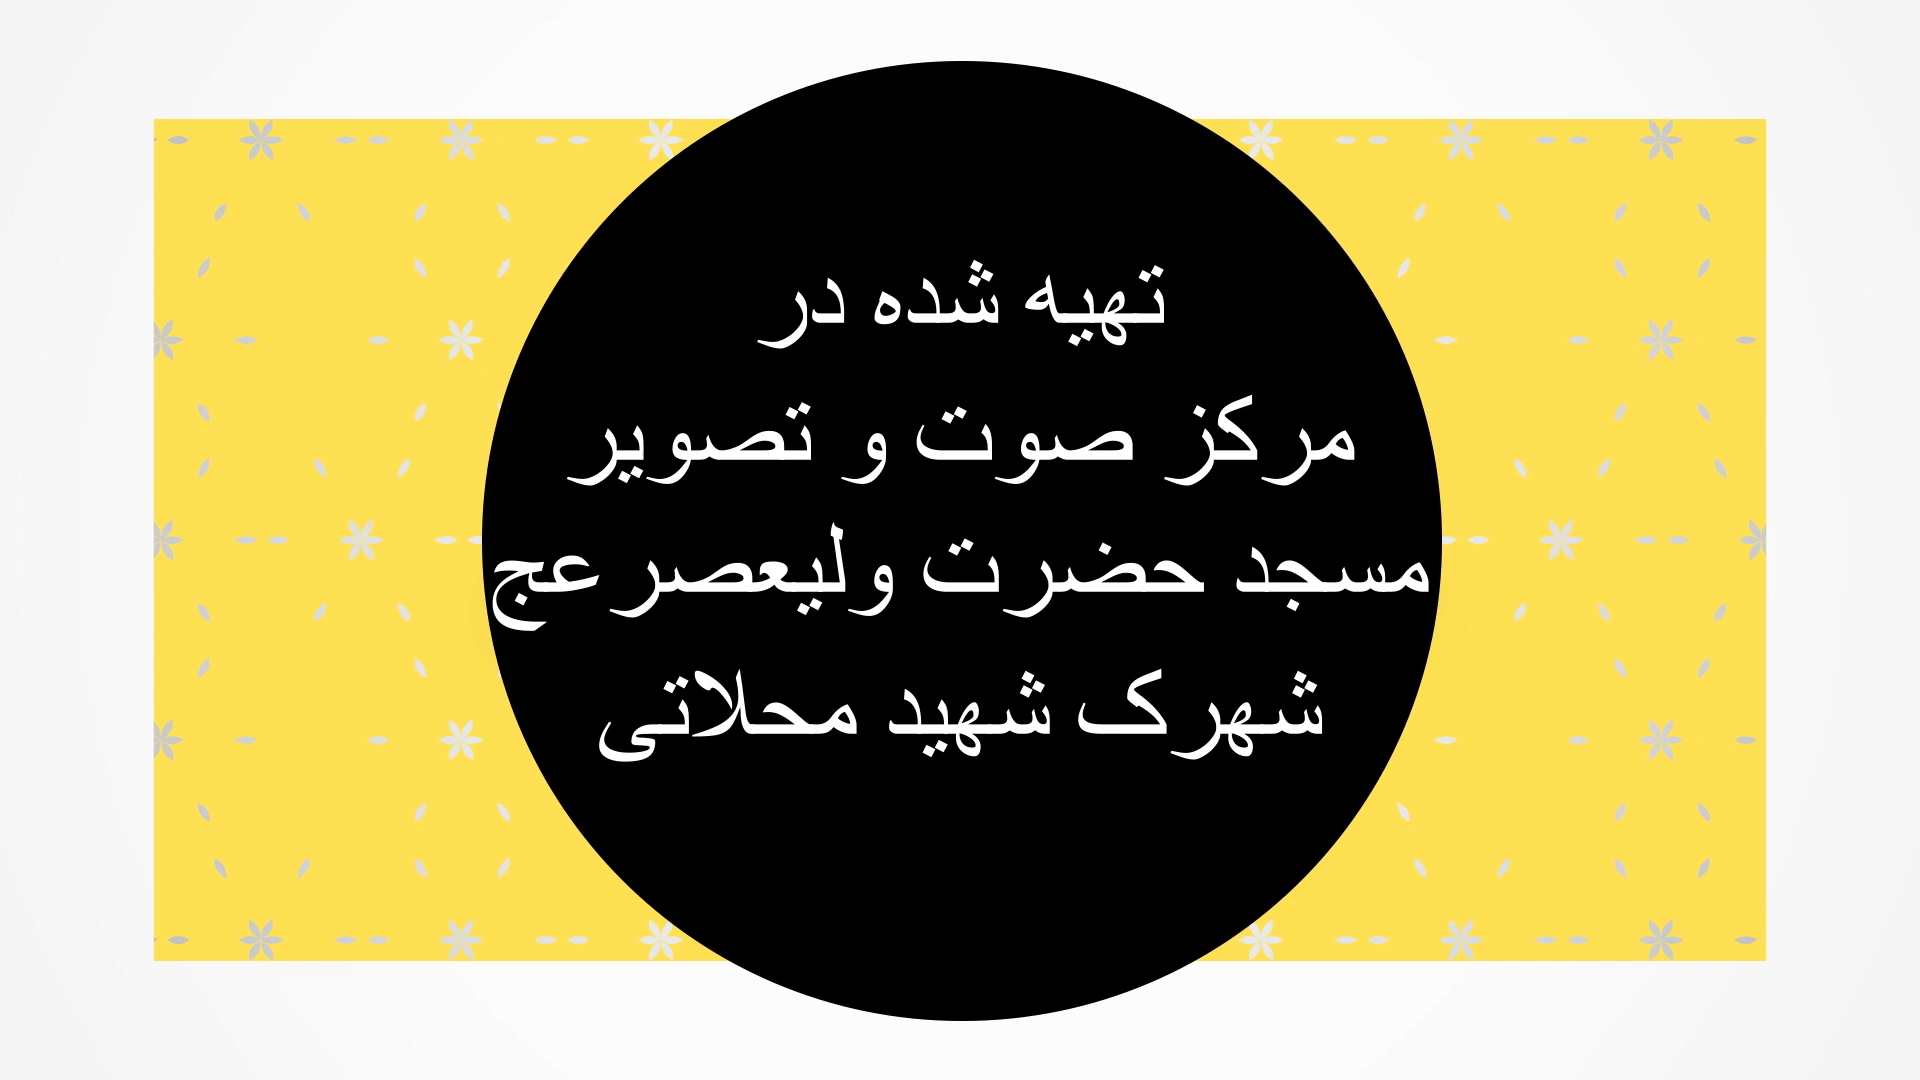 تهیه شده در
مرکز صوت و تصویر
مسجد حضرت ولیعصرعج
شهرک شهید محلاتی